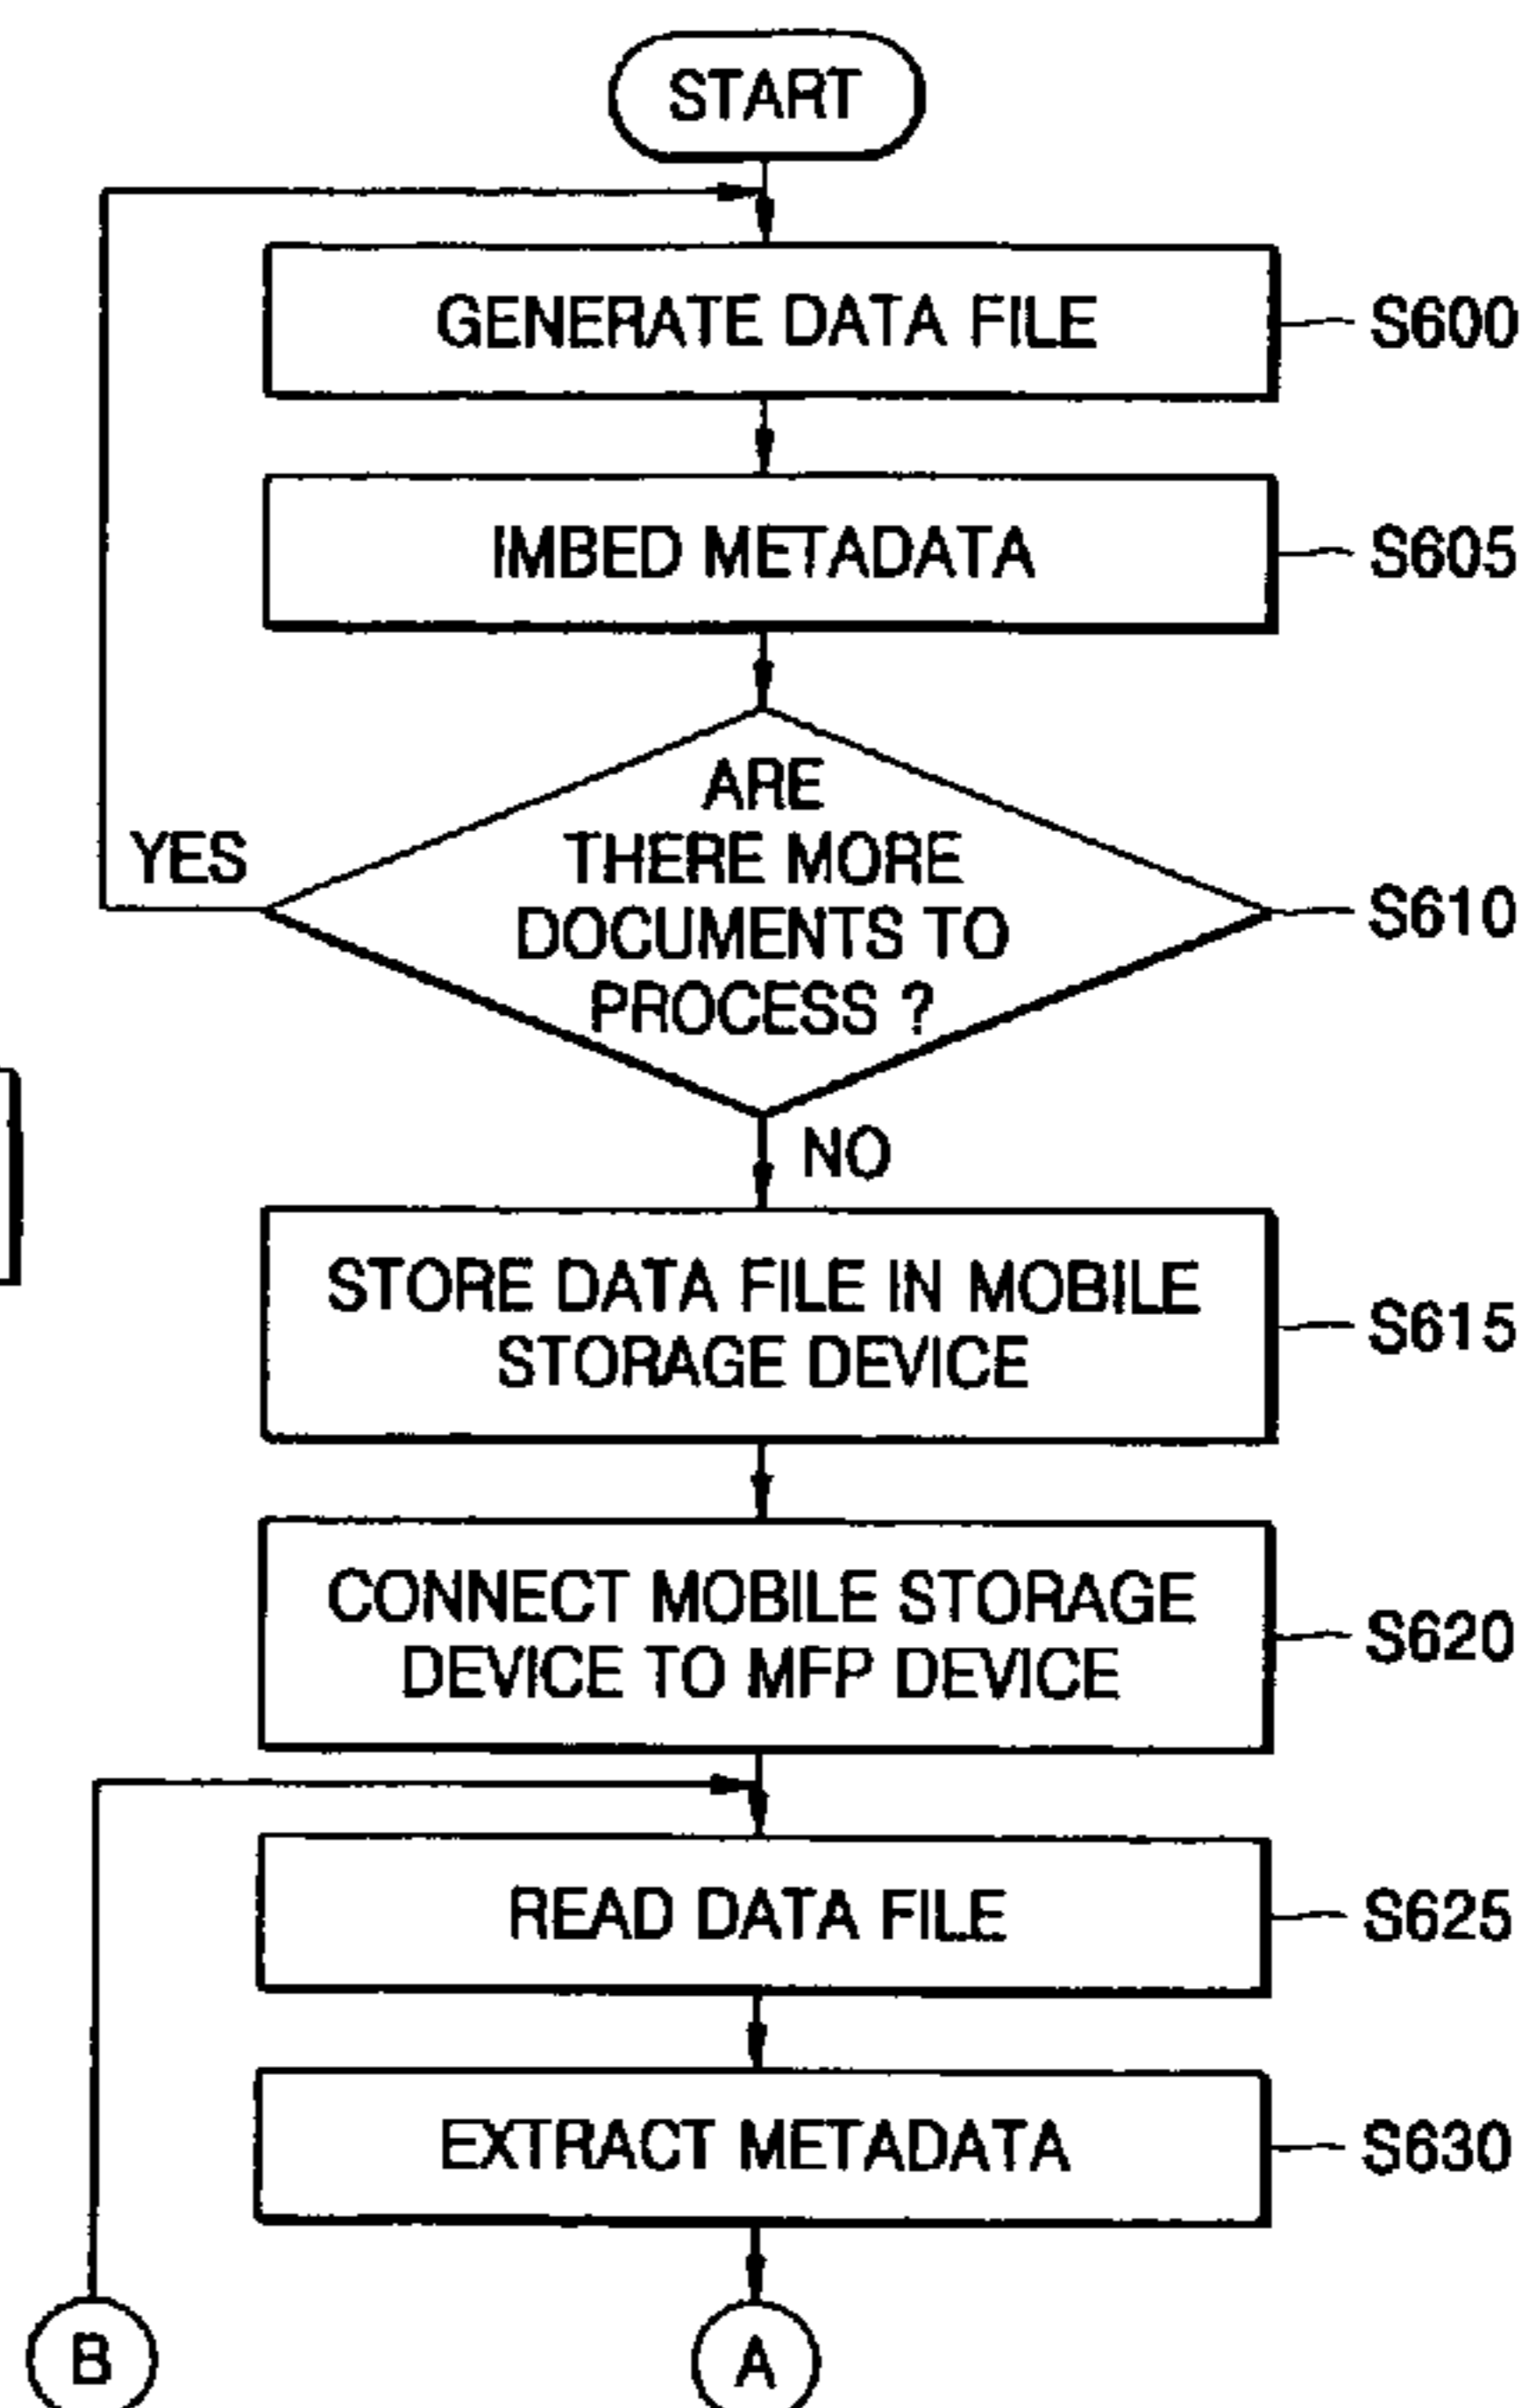 START
GENERATE DATA FILE
S600
IMBED METADATA
S605
ARE
THERE MORE
DOCUMENTS TO
PROCESS ?
S610
YES
NO
STORE DATA FILE IN MOBILE
STORAGE DEVICE
S615
CONNECT MOBILE STORAGE
DEVICE TO MFP DEVICE
S620
READ DATA FILE
S625
EXTRACT METADATA
S630
B
A